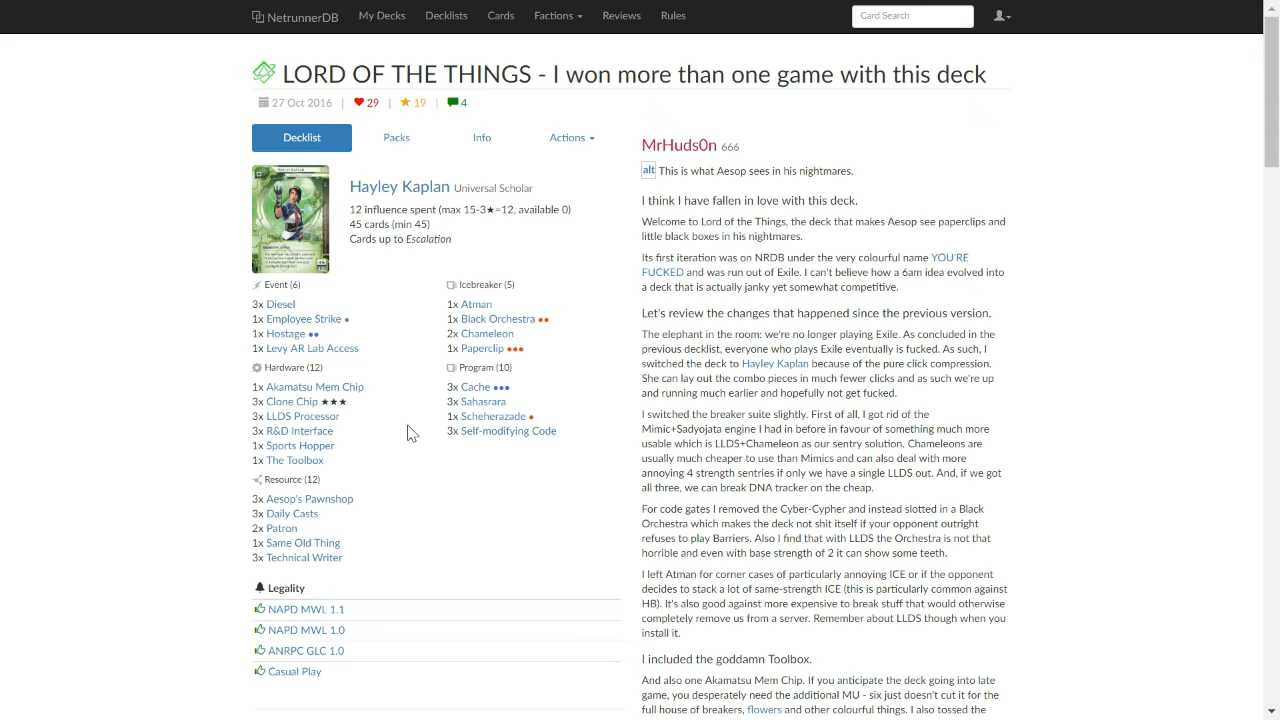 NetrunnerDB My Decks Decklists Cards Factions Reviews Rules Card Search
LORD OF THE THINGS - I won more than one game with this deck
27 Oct 2016 | 29 | 19 | 4
Decklist Packs Info Actions
Hayley Kaplan Universal Scholar
12 influence spent (max 15-3★=12, available 0)
45 cards (min 45)
Cards up to Escalation
Event (6)
3x Diesel
1x Employee Strike ●
1x Hostage ●●
1x Levy AR Lab Access
Hardware (12)
1x Akamatsu Mem Chip
3x Clone Chip ★★★
3x LLDS Processor
3x R&D Interface
1x Sports Hopper
1x The Toolbox
Resource (12)
3x Aesop's Pawnshop
3x Daily Casts
2x Patron
1x Same Old Thing
3x Technical Writer
Icebreaker (5)
1x Atman
1x Black Orchestra ●●
2x Chameleon
1x Paperclip ●●●
Program (10)
3x Cache ●●●
3x Sahasrara
1x Scheherazade ●
3x Self-modifying Code
Legality
NAPD MWL 1.1
NAPD MWL 1.0
ANRPC GLC 1.0
Casual Play
MrHuds0n 666
alt This is what Aesop sees in his nightmares.
I think I have fallen in love with this deck.
Welcome to Lord of the Things, the deck that makes Aesop see paperclips and
little black boxes in his nightmares.
Its first iteration was on NRDB under the very colourful name YOU'RE
FUCKED and was run out of Exile. I can't believe how a 6am idea evolved into
a deck that is actually janky yet somewhat competitive.
Let's review the changes that happened since the previous version.
The elephant in the room: we're no longer playing Exile. As concluded in the
previous decklist, everyone who plays Exile eventually is fucked. As such, I
switched the deck to Hayley Kaplan because of the pure click compression.
She can lay out the combo pieces in much fewer clicks and as such we're up
and running much earlier and hopefully not get fucked.
I switched the breaker suite slightly. First of all, I got rid of the
Mimic+Sadyojata engine I had in before in favour of something much more
usable which is LLDS+Chameleon as our sentry solution. Chameleons are
usually much cheaper to use than Mimics and can also deal with more
annoying 4 strength sentries if only we have a single LLDS out. And, if we got
all three, we can break DNA tracker on the cheap.
For code gates I removed the Cyber-Cypher and instead slotted in a Black
Orchestra which makes the deck not shit itself if your opponent outright
refuses to play Barriers. Also I find that with LLDS the Orchestra is not that
horrible and even with base strength of 2 it can show some teeth.
I left Atman for corner cases of particularly annoying ICE or if the opponent
decides to stack a lot of same-strength ICE (this is particularly common against
HB). It's also good against more expensive to break stuff that would otherwise
completely remove us from a server. Remember about LLDS though when you
install it.
I included the goddamn Toolbox.
And also one Akamatsu Mem Chip. If you anticipate the deck going into late
game, you desperately need the additional MU - six just doesn't cut it for the
full house of breakers, flowers and other colourful things. I also tossed the